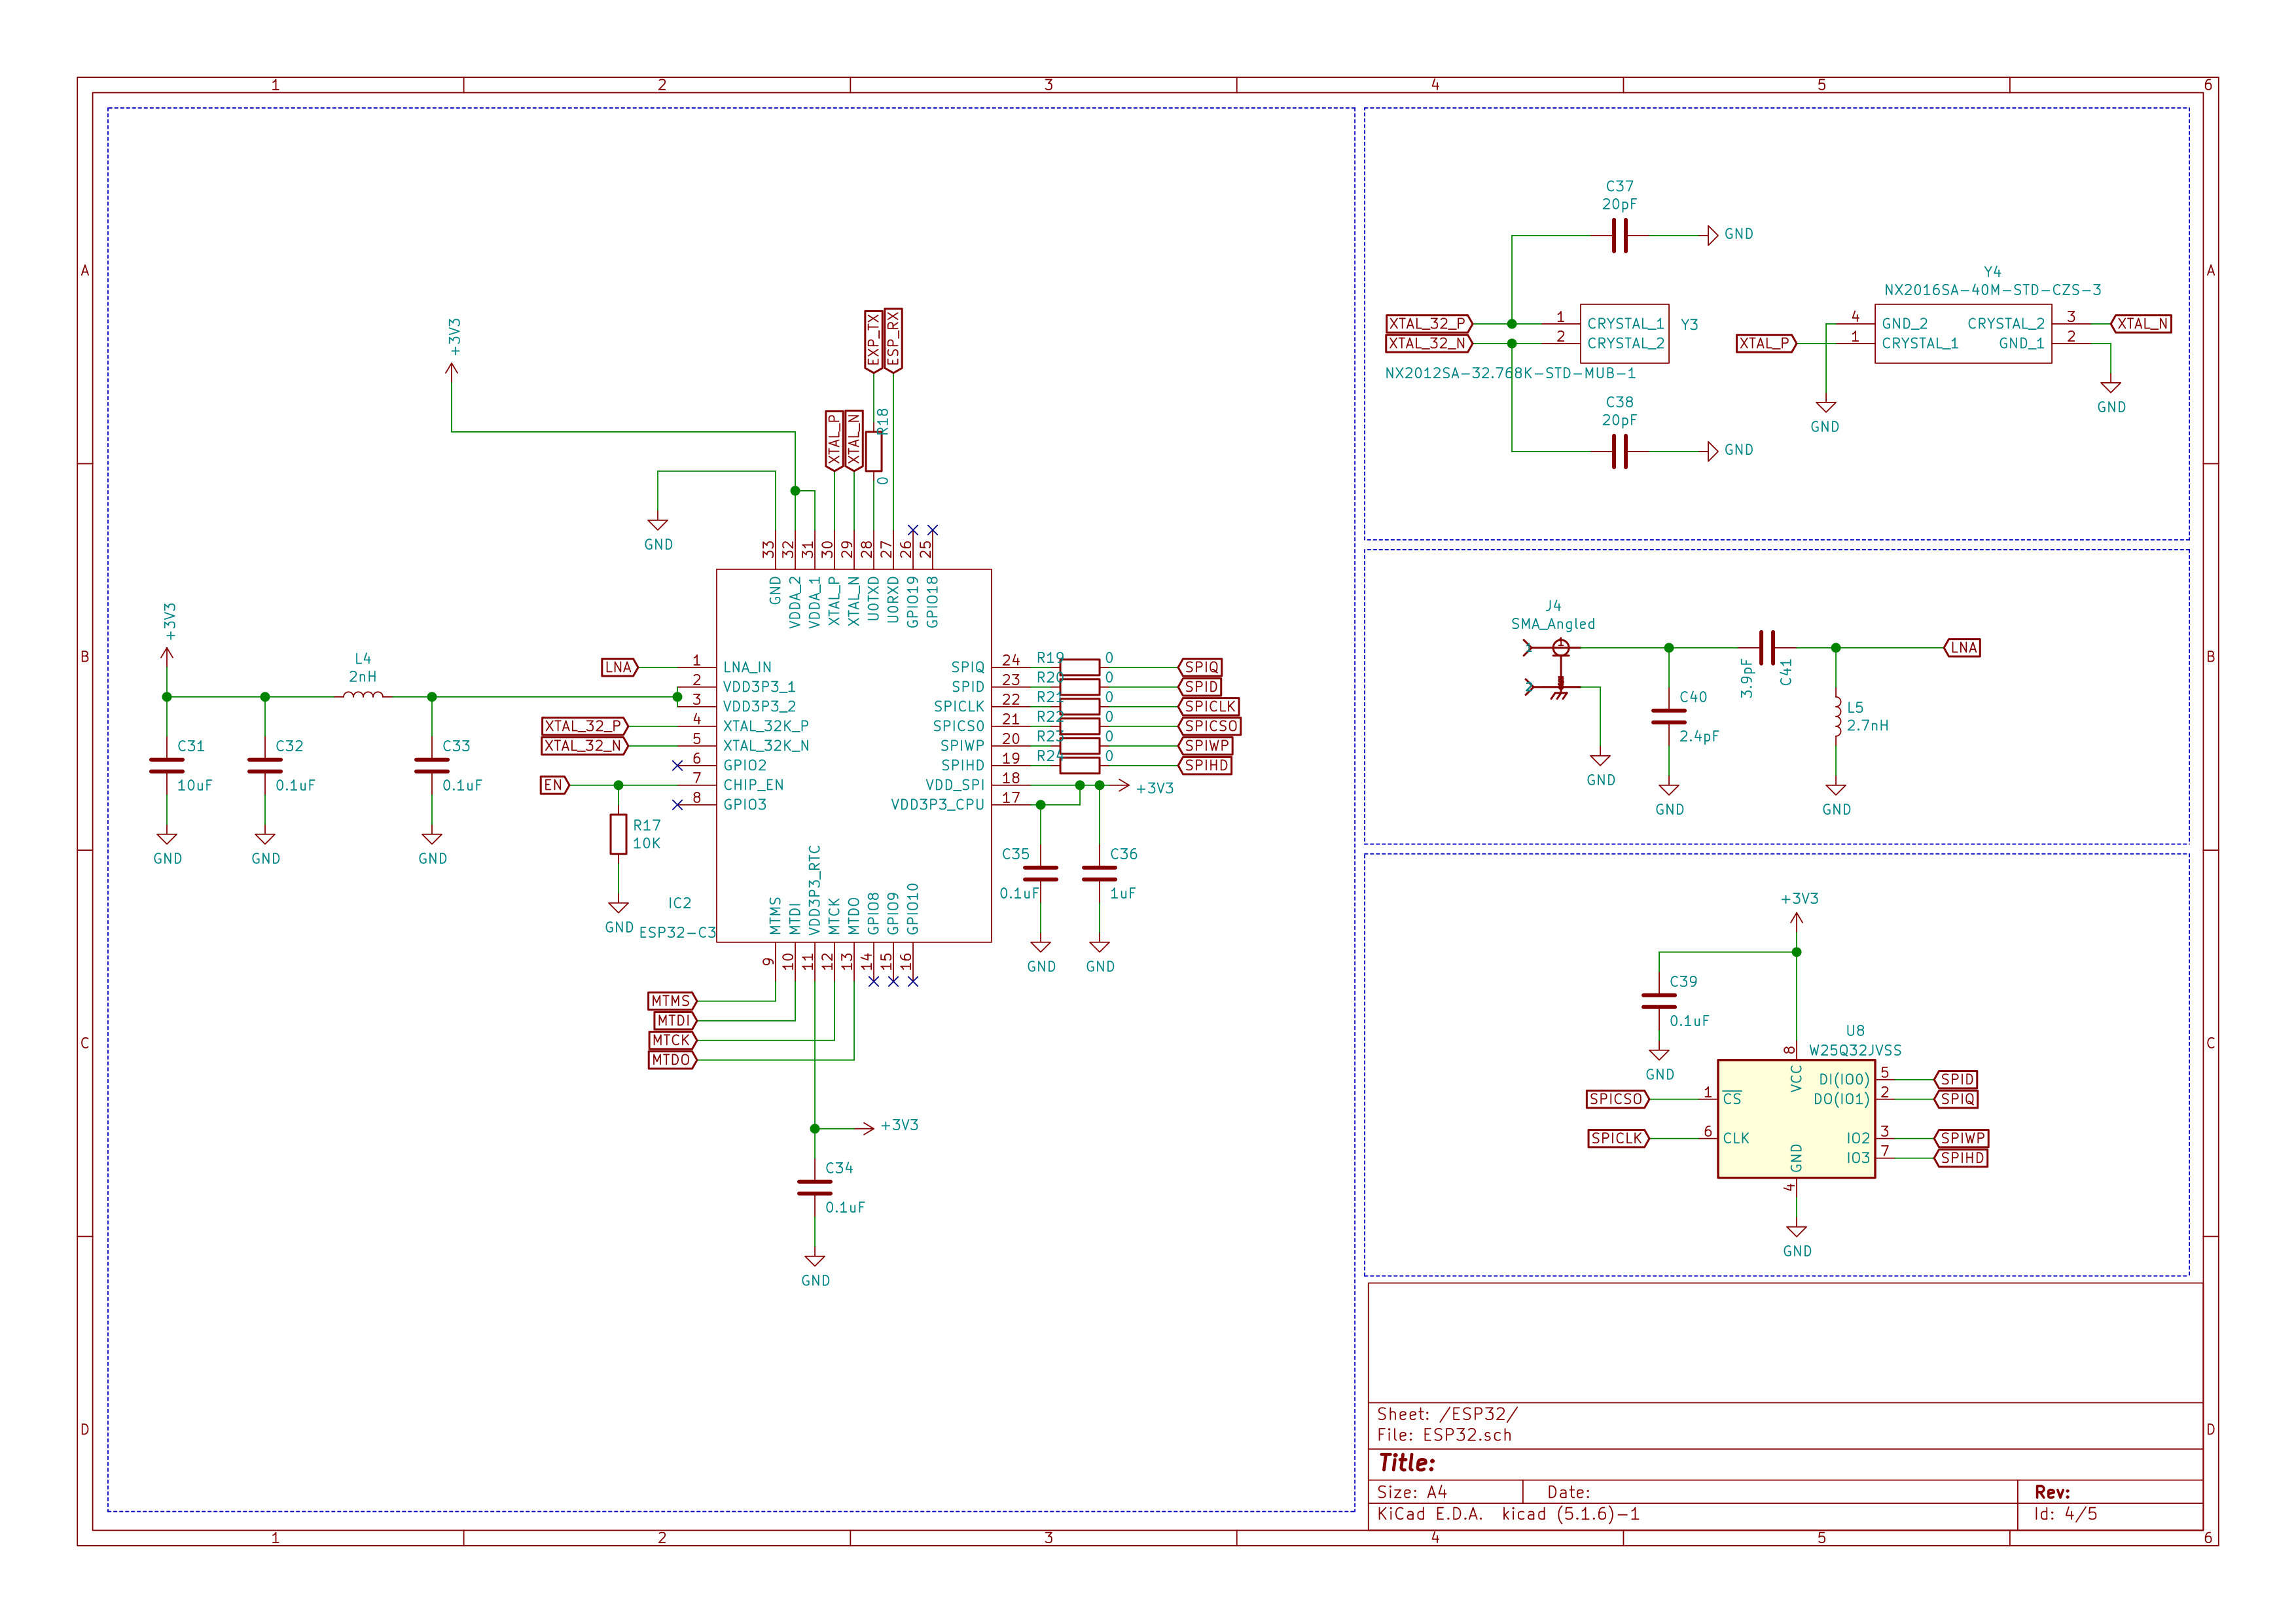 1 2 3 4 5 6
A
B
C
D
+3V3
EXP_TX
ESP_RX
XTAL_P
XTAL_N
R18
0
GND
33 32 31 30 29 28 27 26 25
GND VDDA_2 VDDA_1 XTAL_P XTAL_N U0TXD U0RXD GPIO19 GPIO18
+3V3
L4
2nH
C31
10uF
GND
C32
0.1uF
GND
C33
0.1uF
GND
LNA 1 LNA_IN
2 VDD3P3_1
3 VDD3P3_2
XTAL_32_P 4 XTAL_32K_P
XTAL_32_N 5 XTAL_32K_N
6 GPIO2
EN 7 CHIP_EN
8 GPIO3
R17
10K
GND
IC2
ESP32-C3
SPIQ 24 R19 0 SPIQ
SPID 23 R20 0 SPID
SPICLK 22 R21 0 SPICLK
SPICS0 21 R22 0 SPICS0
SPIWP 20 R23 0 SPIWP
SPIHD 19 R24 0 SPIHD
VDD_SPI 18 +3V3
VDD3P3_CPU 17
C35
0.1uF
GND
C36
1uF
GND
MTMS MTDI VDD3P3_RTC MTCK MTDO GPIO8 GPIO9 GPIO10
9 10 11 12 13 14 15 16
MTMS
MTDI
MTCK
MTDO
+3V3
C34
0.1uF
GND
C37
20pF
GND
XTAL_32_P 1 CRYSTAL_1 Y3
XTAL_32_N 2 CRYSTAL_2
NX2012SA-32.768K-STD-MUB-1
C38
20pF
GND
Y4
NX2016SA-40M-STD-CZS-3
4 GND_2 CRYSTAL_2 3 XTAL_N
XTAL_P 1 CRYSTAL_1 GND_1 2
GND
GND
J4
SMA_Angled
1
2
GND
C40
2.4pF
GND
3.9pF
C41
L5
2.7nH
GND
LNA
+3V3
C39
0.1uF
GND
U8
W25Q32JVSS
8
VCC
DI(IO0) 5 SPID
SPICS0 1 CS DO(IO1) 2 SPIQ
SPICLK 6 CLK IO2 3 SPIWP
IO3 7 SPIHD
GND
4
GND
Sheet: /ESP32/
File: ESP32.sch
Title:
Size: A4 Date: Rev:
KiCad E.D.A. kicad (5.1.6)-1 Id: 4/5
A
B
C
D
1 2 3 4 5 6